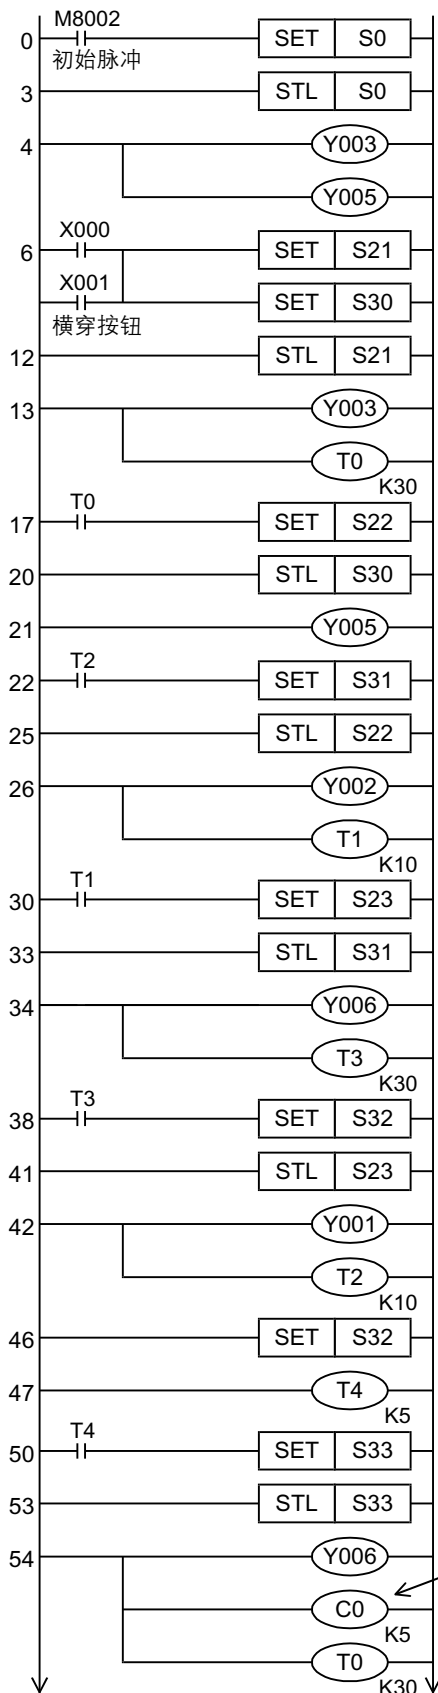 M8002
0 SET S0
初始脉冲
3 STL S0
4 Y003
Y005
X000
6 SET S21
X001
SET S30
横穿按钮
12 STL S21
13 Y003
T0
K30
T0
17 SET S22
20 STL S30
21 Y005
T2
22 SET S31
25 STL S22
26 Y002
T1
K10
T1
30 SET S23
33 STL S31
34 Y006
T3
K30
T3
38 SET S32
41 STL S23
42 Y001
T2
K10
46 SET S32
47 T4
K5
T4
50 SET S33
53 STL S33
54 Y006
C0
K5
T0
K30